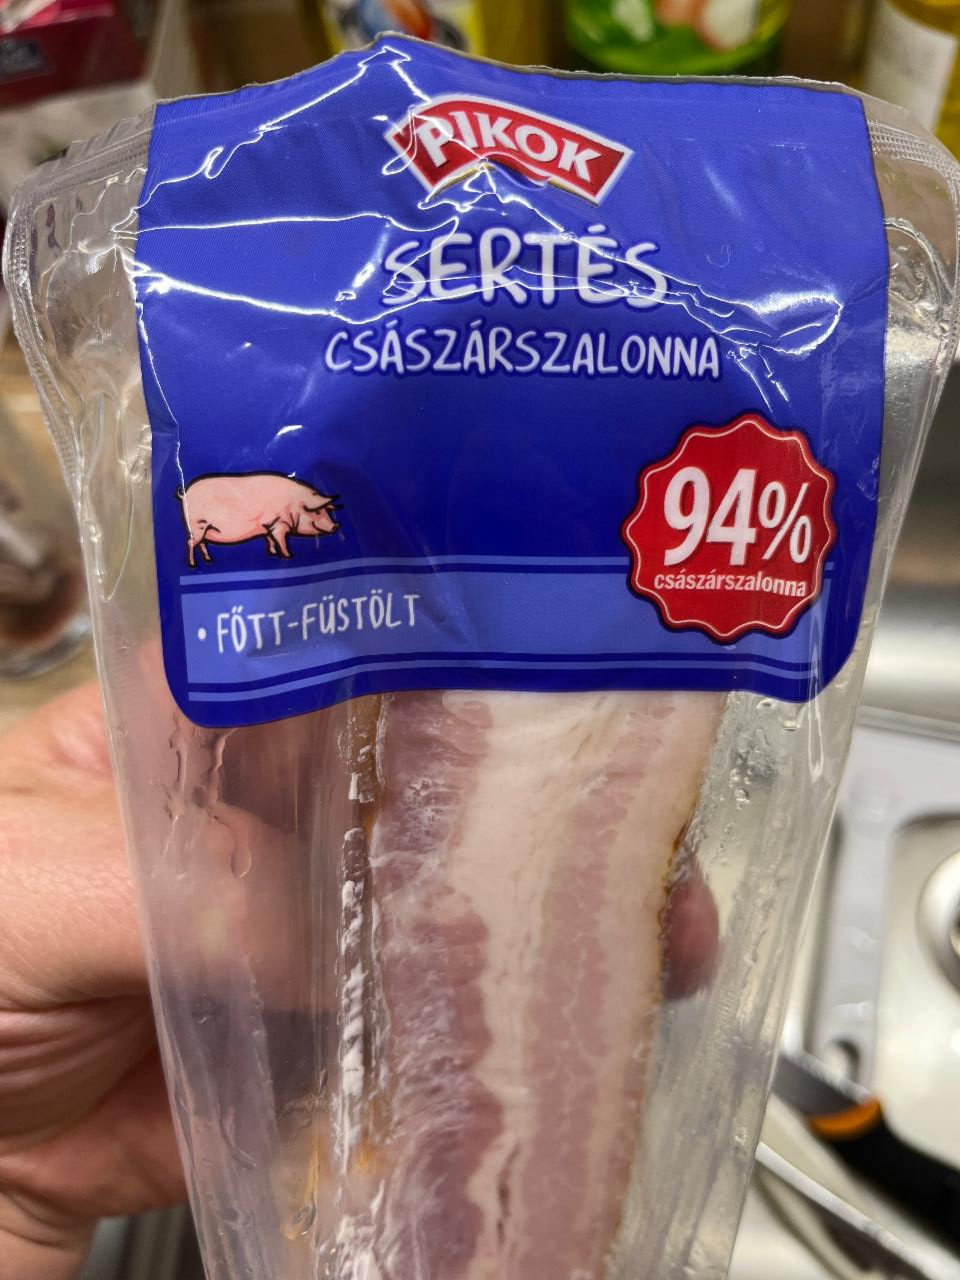 PIKOK
SERTÉS
CSÁSZÁRSZALONNA
94%
császárszalonna
• FŐTT-FÜSTÖLT